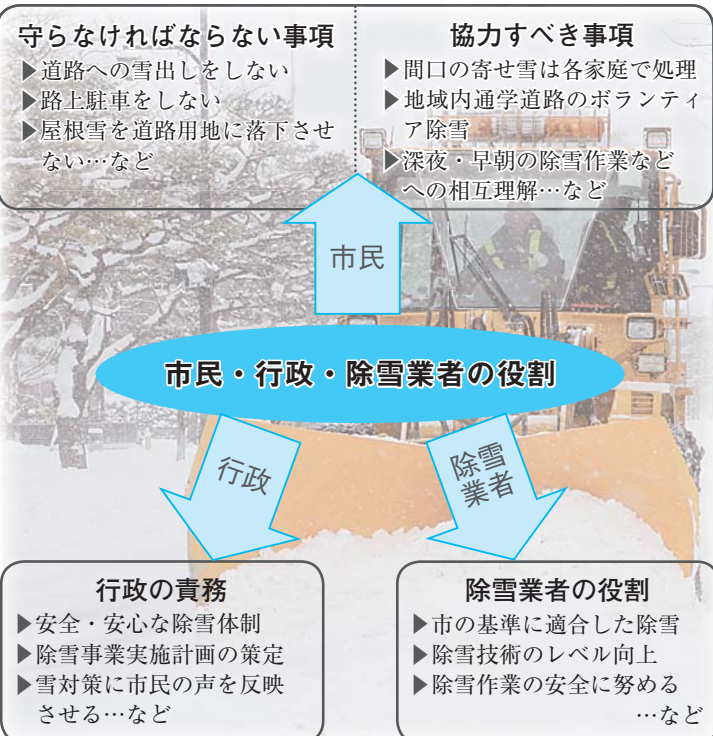 守らなければならない事項
▶道路への雪出しをしない
▶路上駐車をしない
▶屋根雪を道路用地に落下させ
ない…など
協力すべき事項
▶間口の寄せ雪は各家庭で処理
▶地域内通学道路のボランティ
ア除雪
▶深夜・早朝の除雪作業など
への相互理解…など
市民
市民・行政・除雪業者の役割
行政
除雪
業者
行政の責務
▶安全・安心な除雪体制
▶除雪事業実施計画の策定
▶雪対策に市民の声を反映
させる…など
除雪業者の役割
▶市の基準に適合した除雪
▶除雪技術のレベル向上
▶除雪作業の安全に努める
…など